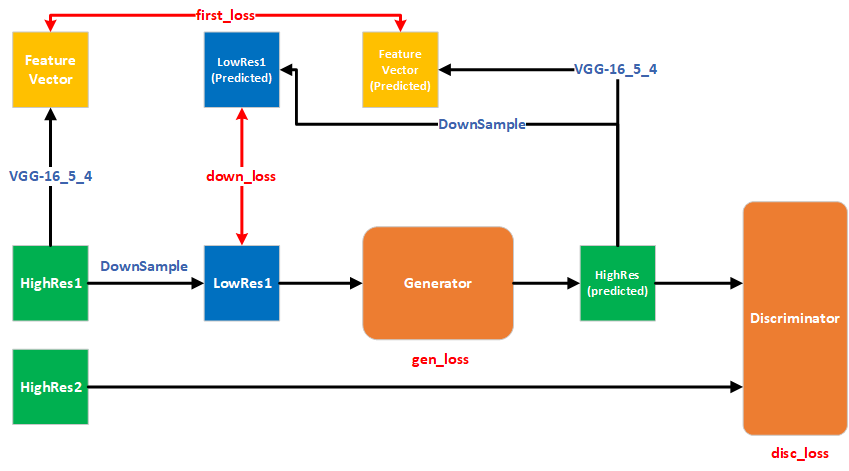 first_loss
Feature
Vector
LowRes1
(Predicted)
Feature
Vector
(Predicted)
VGG-16_5_4
DownSample
VGG-16_5_4
down_loss
HighRes1
DownSample
LowRes1
Generator
HighRes
(predicted)
Discriminator
gen_loss
HighRes2
disc_loss